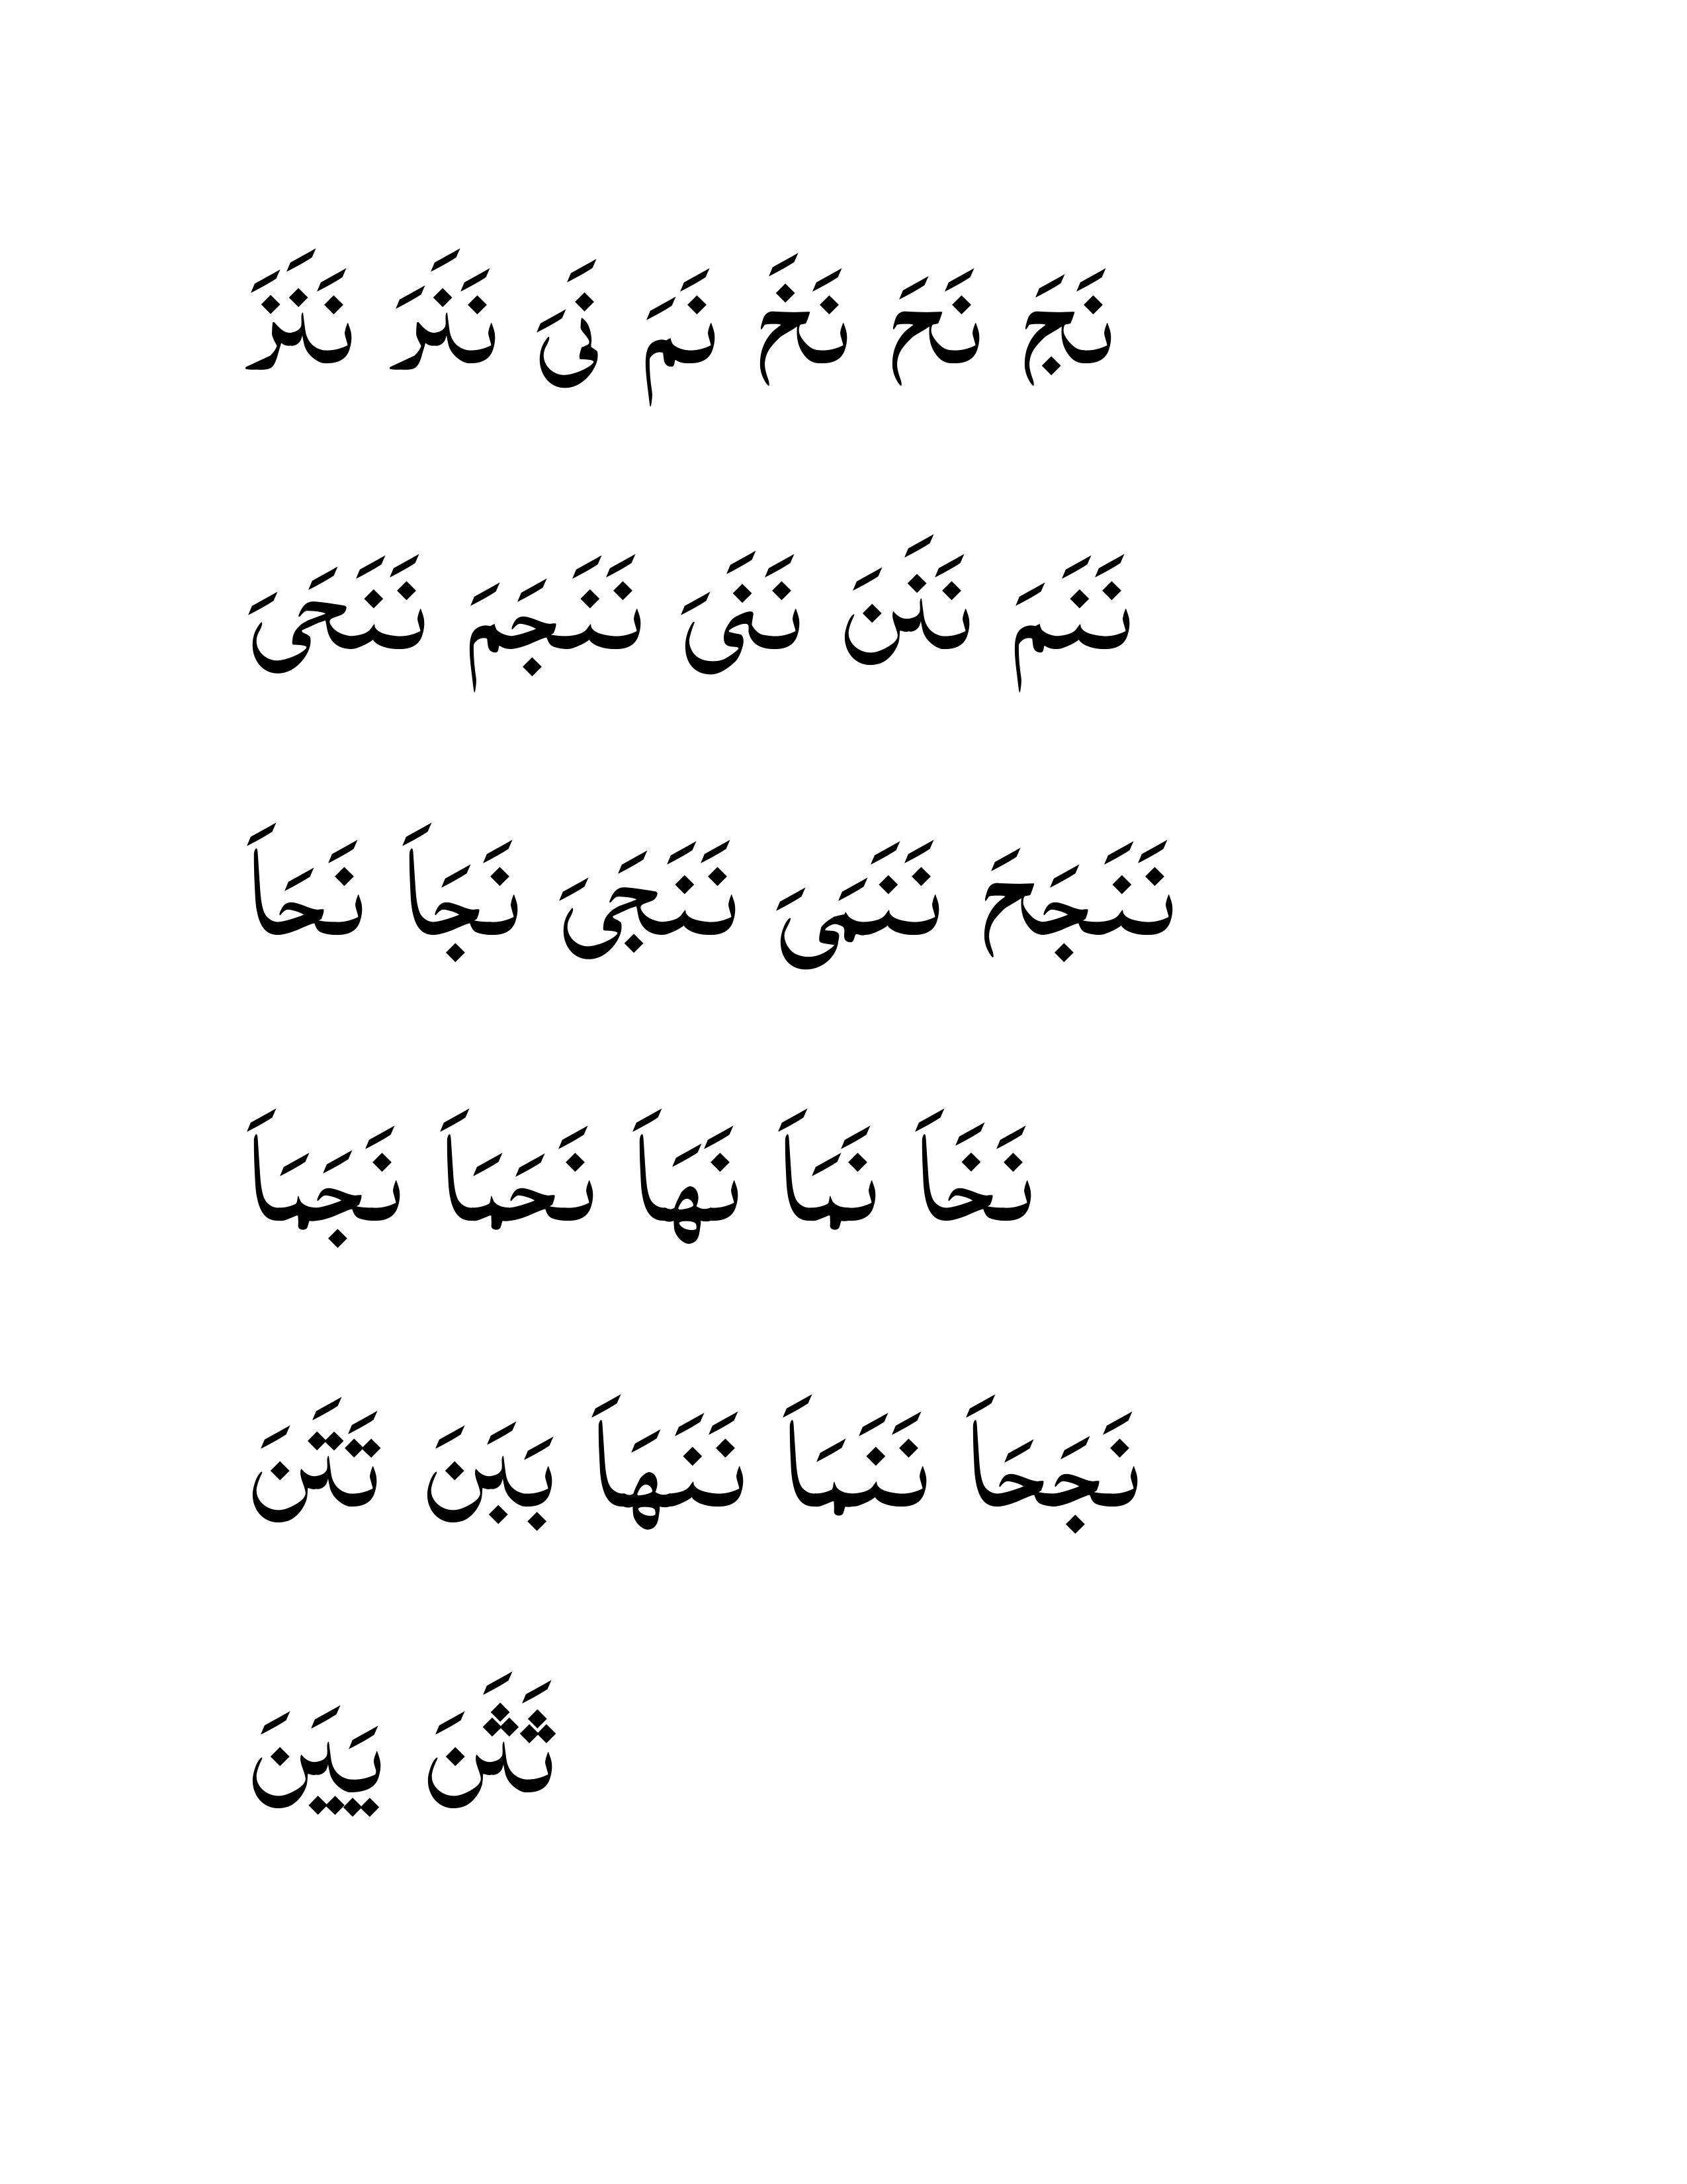 نَجَ نَحَ نَخَ نَمَ نَىَ نَنَرَ نَنَزَ
نَنَمَ نَنَنَ نَنَىَ نَنَجَمَ نَنَحَىَ
نَنَجَحَ نَنَمَىَ نَنَجَىَ نَجَاَ نَحَاَ
نَخَاَ نَمَاَ نَهَاَ نَحَمَاَ نَجَمَاَ
نَجَحَاَ نَنَمَاَ نَنَهَاَ بَبَنَ تَتَنَ
ثَثَنَ يَيَنَ